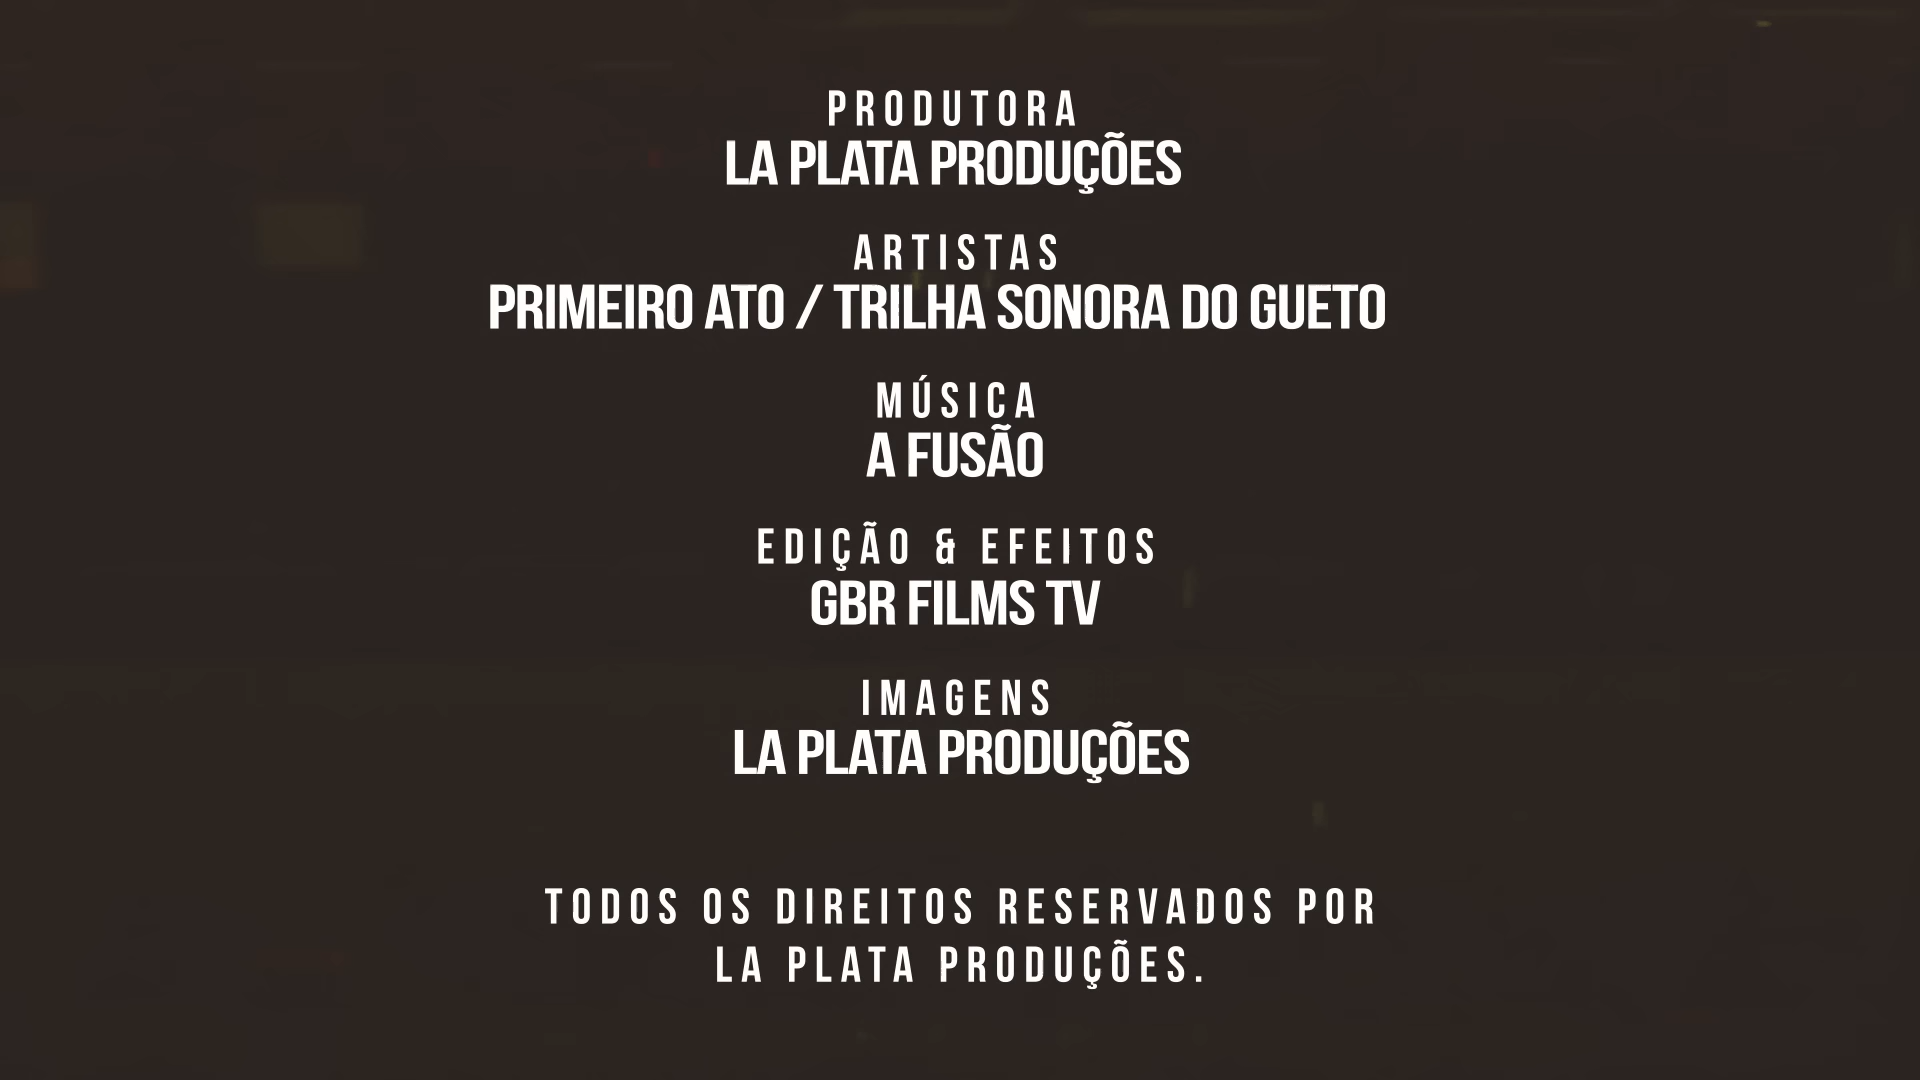 PRODUTORA
LA PLATA PRODUÇÕES
ARTISTAS
PRIMEIRO ATO / TRILHA SONORA DO GUETO
MÚSICA
A FUSÃO
EDIÇÃO & EFEITOS
GBR FILMS TV
IMAGENS
LA PLATA PRODUÇÕES
TODOS OS DIREITOS RESERVADOS POR
LA PLATA PRODUÇÕES.